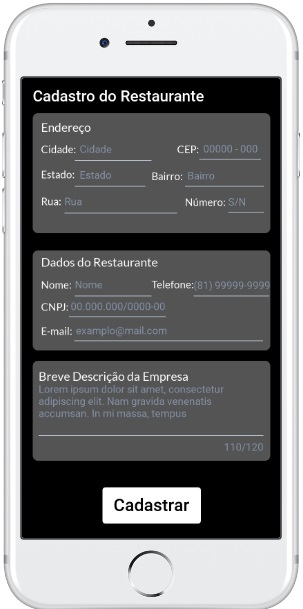 Cadastro do Restaurante
Endereço
Cidade: Cidade CEP: 00000 - 000
Estado: Estado Bairro: Bairro
Rua: Rua Número: S/N
Dados do Restaurante
Nome: Nome Telefone: (81) 99999-9999
CNPJ: 00.000.000/0000-00
E-mail: examplo@mail.com
Breve Descrição da Empresa
Lorem ipsum dolor sit amet, consectetur
adipiscing elit. Nam gravida venenatis
accumsan. In mi massa, tempus
110/120
Cadastrar